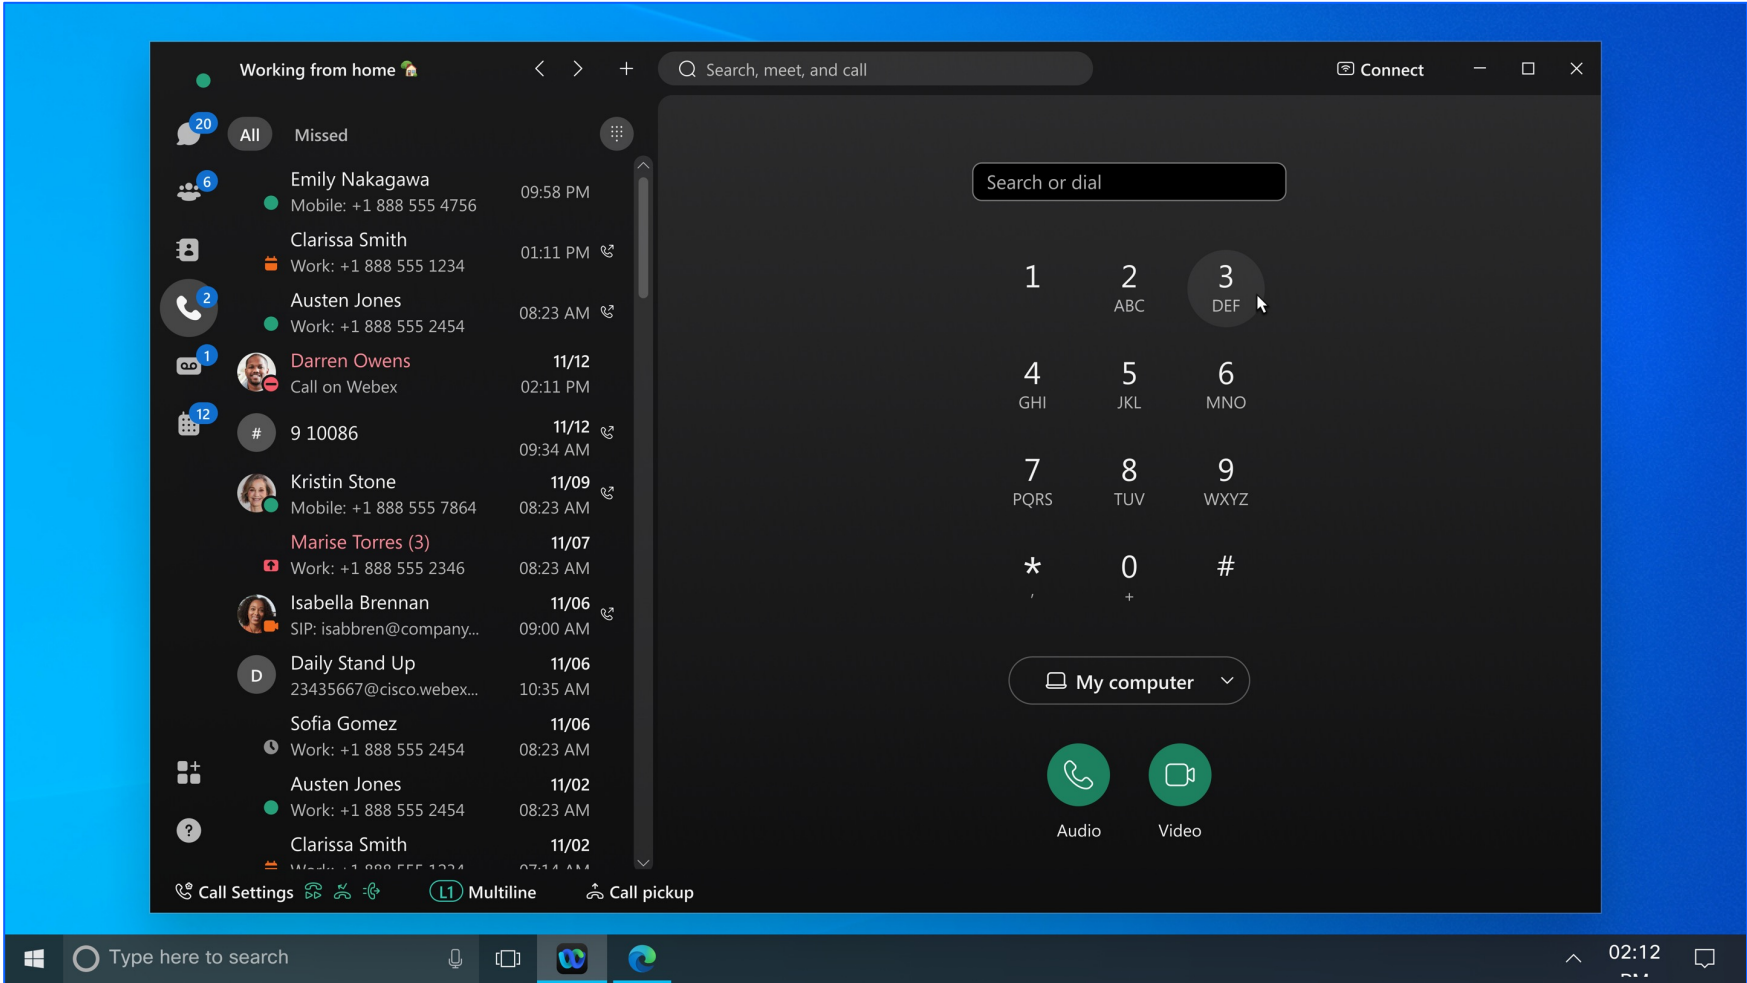 Working from home
Search, meet, and call
Connect
20
All
Missed
6
Emily Nakagawa
Mobile: +1 888 555 4756
09:58 PM
Clarissa Smith
Work: +1 888 555 1234
01:11 PM
2
Austen Jones
Work: +1 888 555 2454
08:23 AM
1
Darren Owens
Call on Webex
11/12
02:11 PM
12
#
9 10086
11/12
09:34 AM
Kristin Stone
Mobile: +1 888 555 7864
11/09
08:23 AM
Marise Torres (3)
Work: +1 888 555 2346
11/07
08:23 AM
Isabella Brennan
SIP: isabbren@company...
11/06
09:00 AM
D
Daily Stand Up
23435667@cisco.webex...
11/06
10:35 AM
Sofia Gomez
Work: +1 888 555 2454
11/06
08:23 AM
Austen Jones
Work: +1 888 555 2454
11/02
08:23 AM
Clarissa Smith
Work: +1 888 555 1234
11/02
07:14 AM
?
Search or dial
1
2
ABC
3
DEF
4
GHI
5
JKL
6
MNO
7
PQRS
8
TUV
9
WXYZ
*
,
0
+
#
My computer
Audio
Video
Call Settings
L1 Multiline
Call pickup
Type here to search
02:12
PM